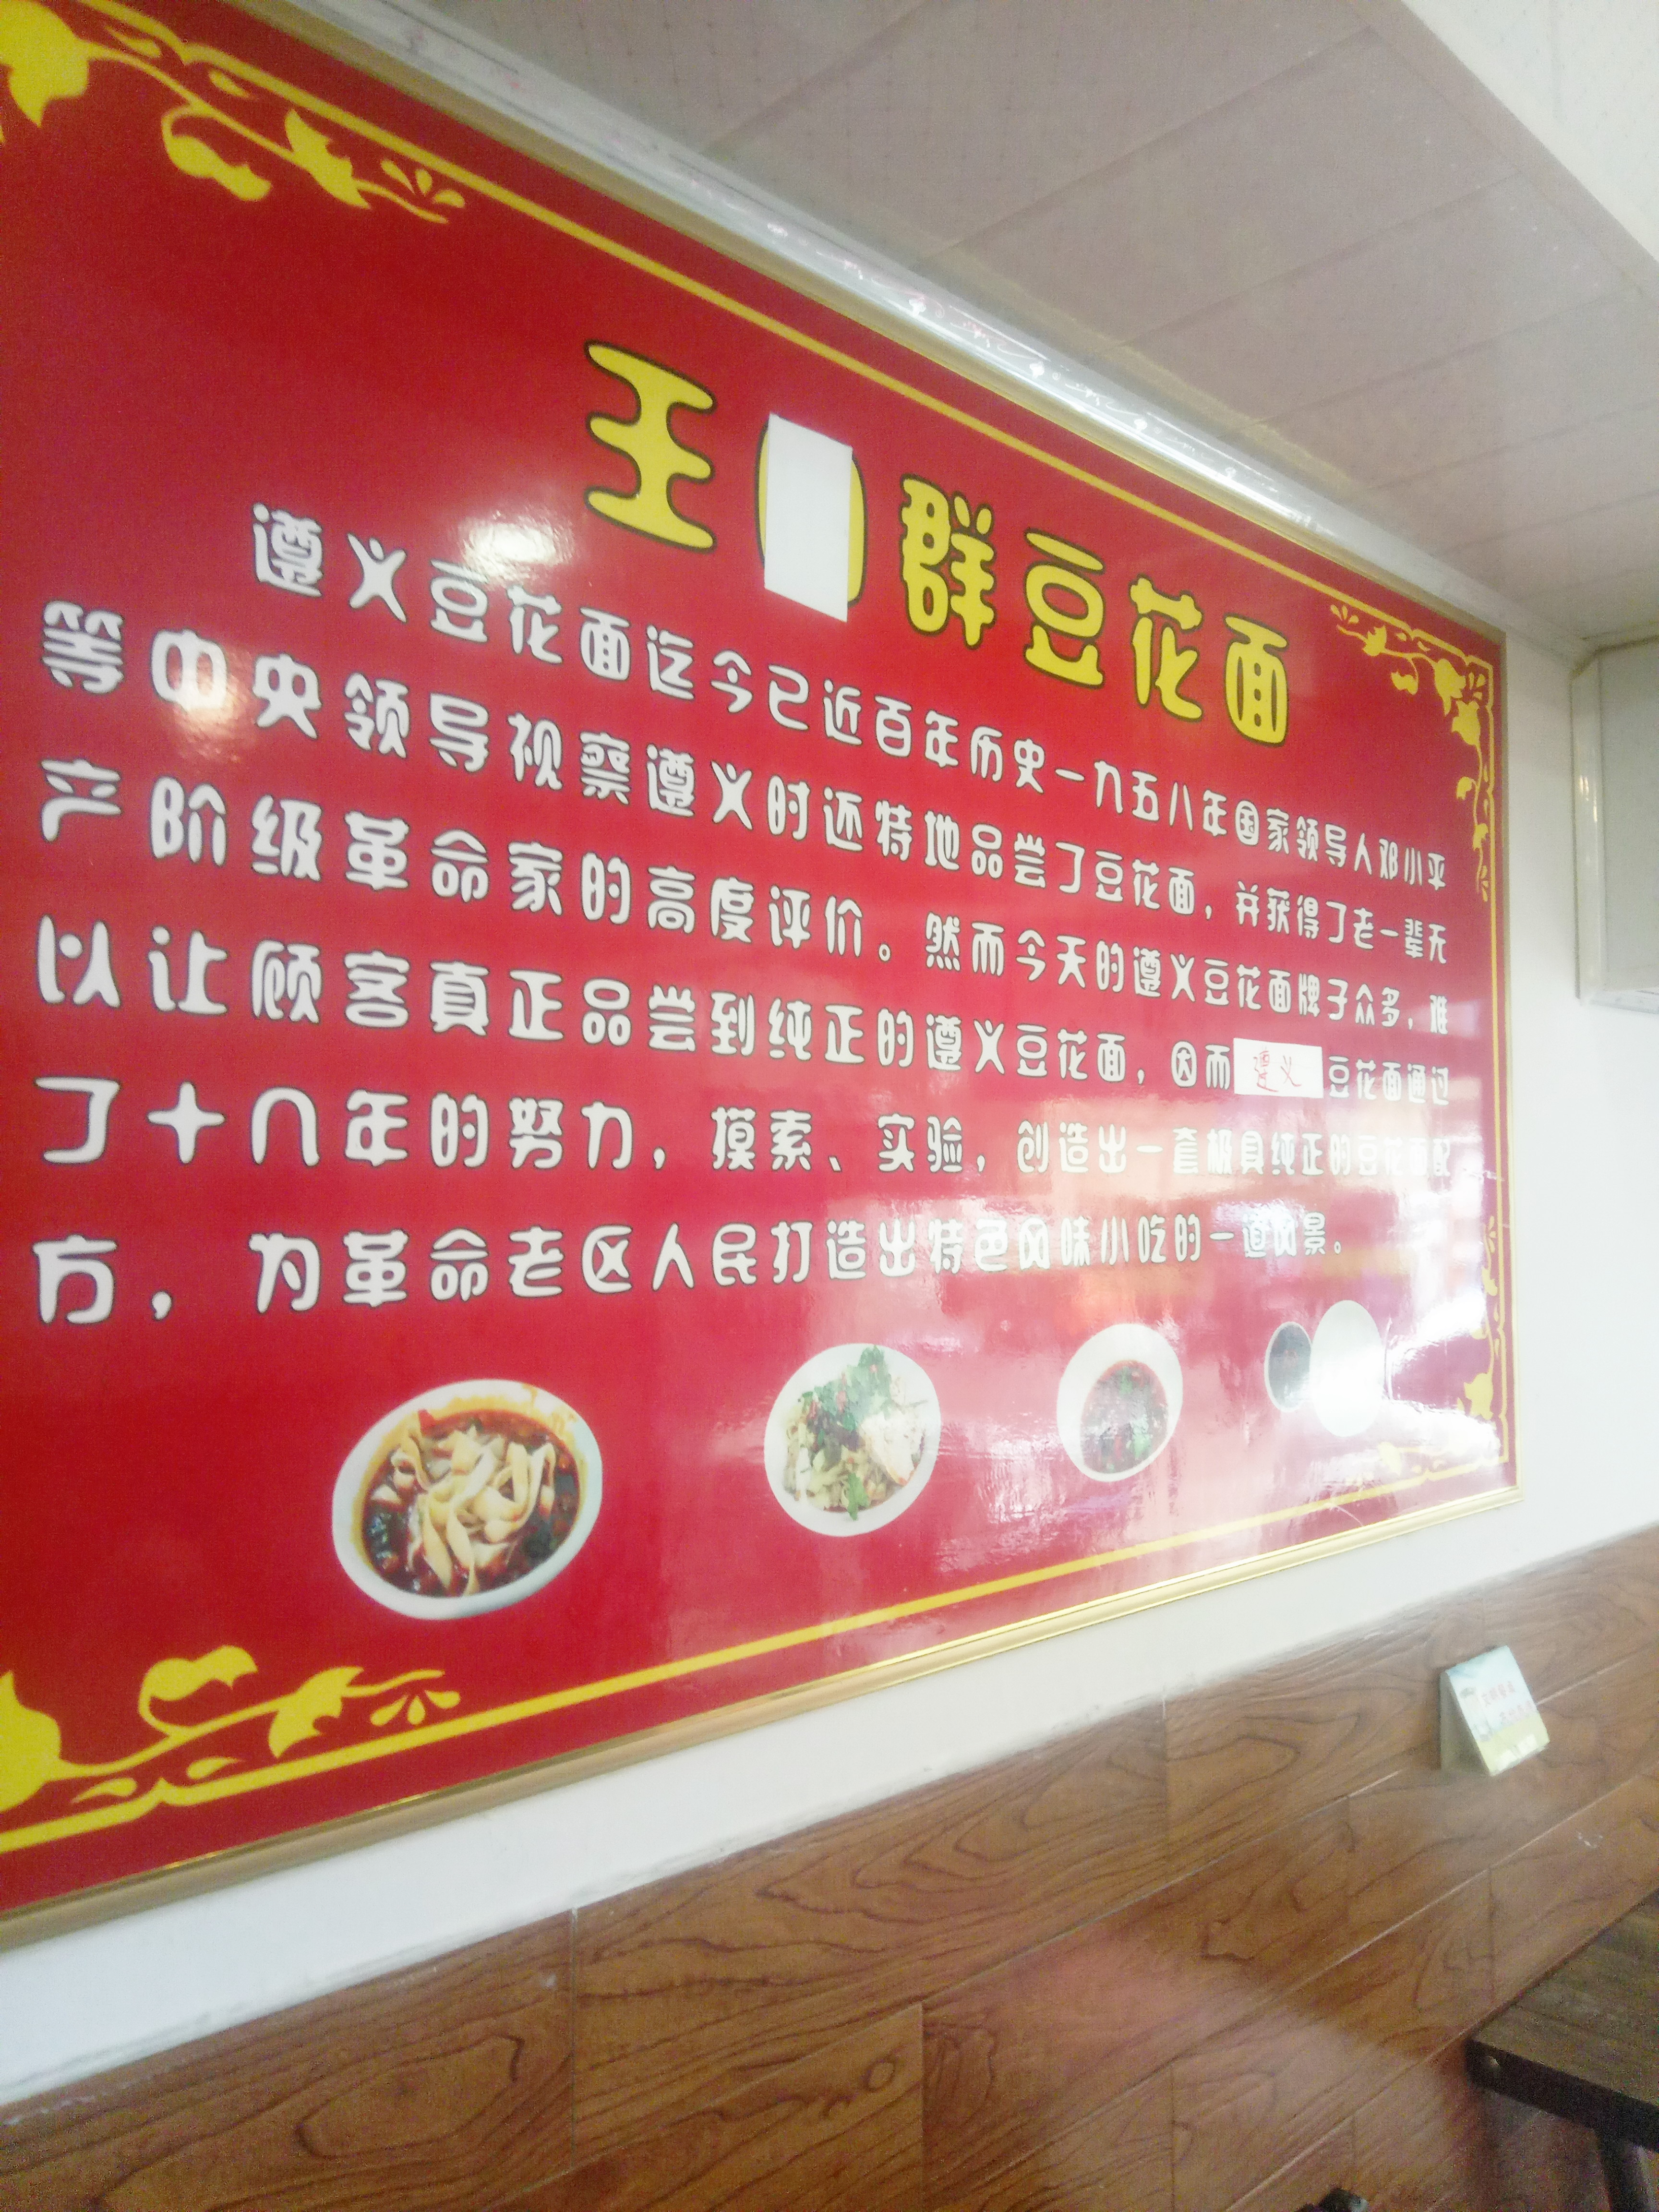 王 群豆花面
遵义豆花面迄今已近百年历史一九五八年国家领导人邓小平
等中央领导视察遵义时还特地品尝了豆花面，并获得了老一辈无
产阶级革命家的高度评价。然而今天的遵义豆花面牌子众多，难
以让顾客真正品尝到纯正的遵义豆花面，因而遵义豆花面通过
了十八年的努力，摸索、实验，创造出一套极具纯正的豆花面配
方，为革命老区人民打造出特色风味小吃的一道风景。